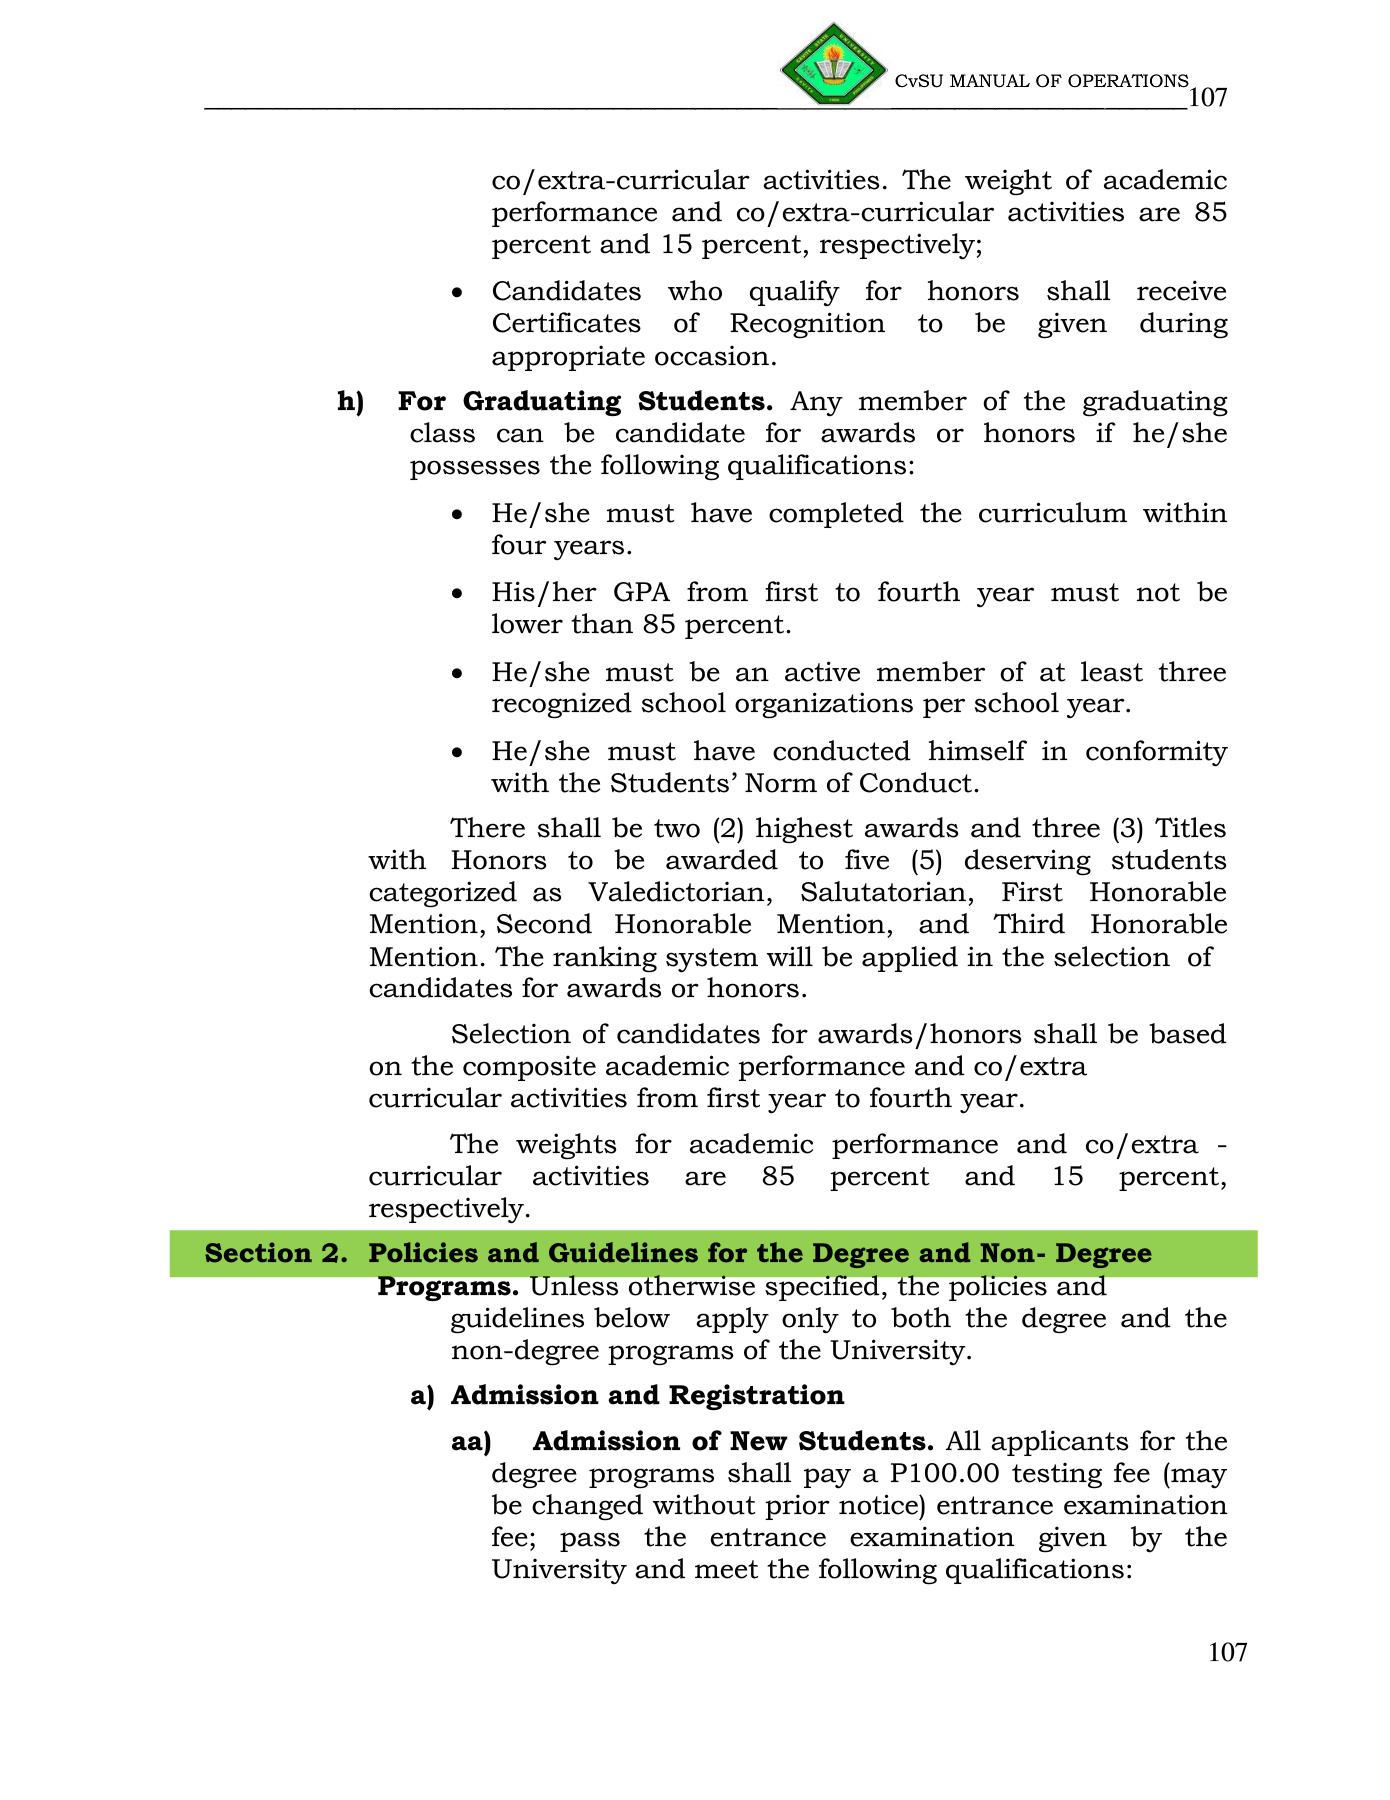 CvSU MANUAL OF OPERATIONS 107
co/extra-curricular activities. The weight of academic
performance and co/extra-curricular activities are 85
percent and 15 percent, respectively;
• Candidates who qualify for honors shall receive
Certificates of Recognition to be given during
appropriate occasion.
h) For Graduating Students. Any member of the graduating
class can be candidate for awards or honors if he/she
possesses the following qualifications:
• He/she must have completed the curriculum within
four years.
• His/her GPA from first to fourth year must not be
lower than 85 percent.
• He/she must be an active member of at least three
recognized school organizations per school year.
• He/she must have conducted himself in conformity
with the Students’ Norm of Conduct.
There shall be two (2) highest awards and three (3) Titles
with Honors to be awarded to five (5) deserving students
categorized as Valedictorian, Salutatorian, First Honorable
Mention, Second Honorable Mention, and Third Honorable
Mention. The ranking system will be applied in the selection of
candidates for awards or honors.
Selection of candidates for awards/honors shall be based
on the composite academic performance and co/extra
curricular activities from first year to fourth year.
The weights for academic performance and co/extra -
curricular activities are 85 percent and 15 percent,
respectively.
Section 2. Policies and Guidelines for the Degree and Non- Degree
Programs. Unless otherwise specified, the policies and
guidelines below apply only to both the degree and the
non-degree programs of the University.
a) Admission and Registration
aa) Admission of New Students. All applicants for the
degree programs shall pay a P100.00 testing fee (may
be changed without prior notice) entrance examination
fee; pass the entrance examination given by the
University and meet the following qualifications:
107